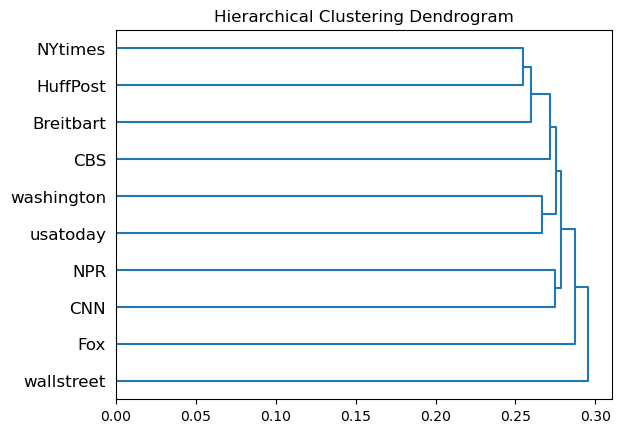 Hierarchical Clustering Dendrogram
NYtimes
HuffPost
Breitbart
CBS
washington
usatoday
NPR
CNN
Fox
wallstreet
0.00 0.05 0.10 0.15 0.20 0.25 0.30